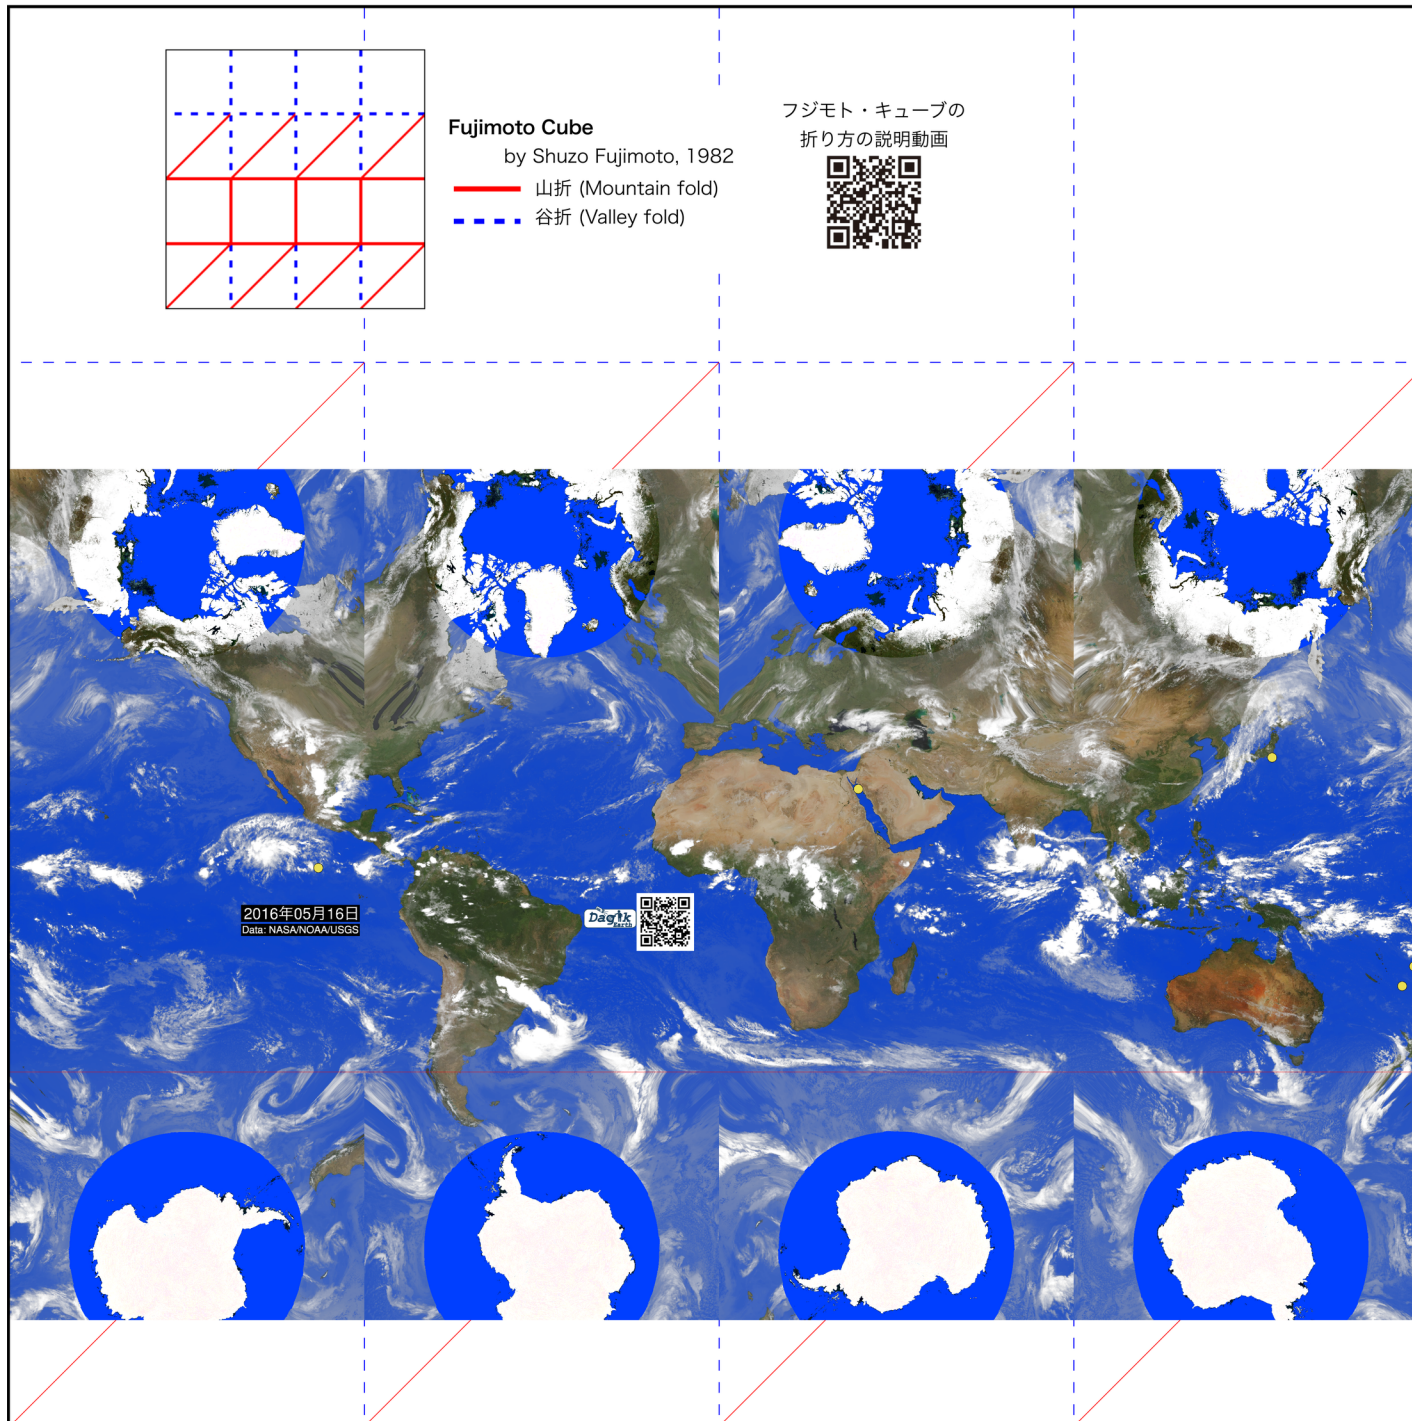 Fujimoto Cube
by Shuzo Fujimoto, 1982
山折 (Mountain fold)
谷折 (Valley fold)
フジモト・キューブの
折り方の説明動画
2016年05月16日
Data: NASA/NOAA/USGS
Dagik
Earth